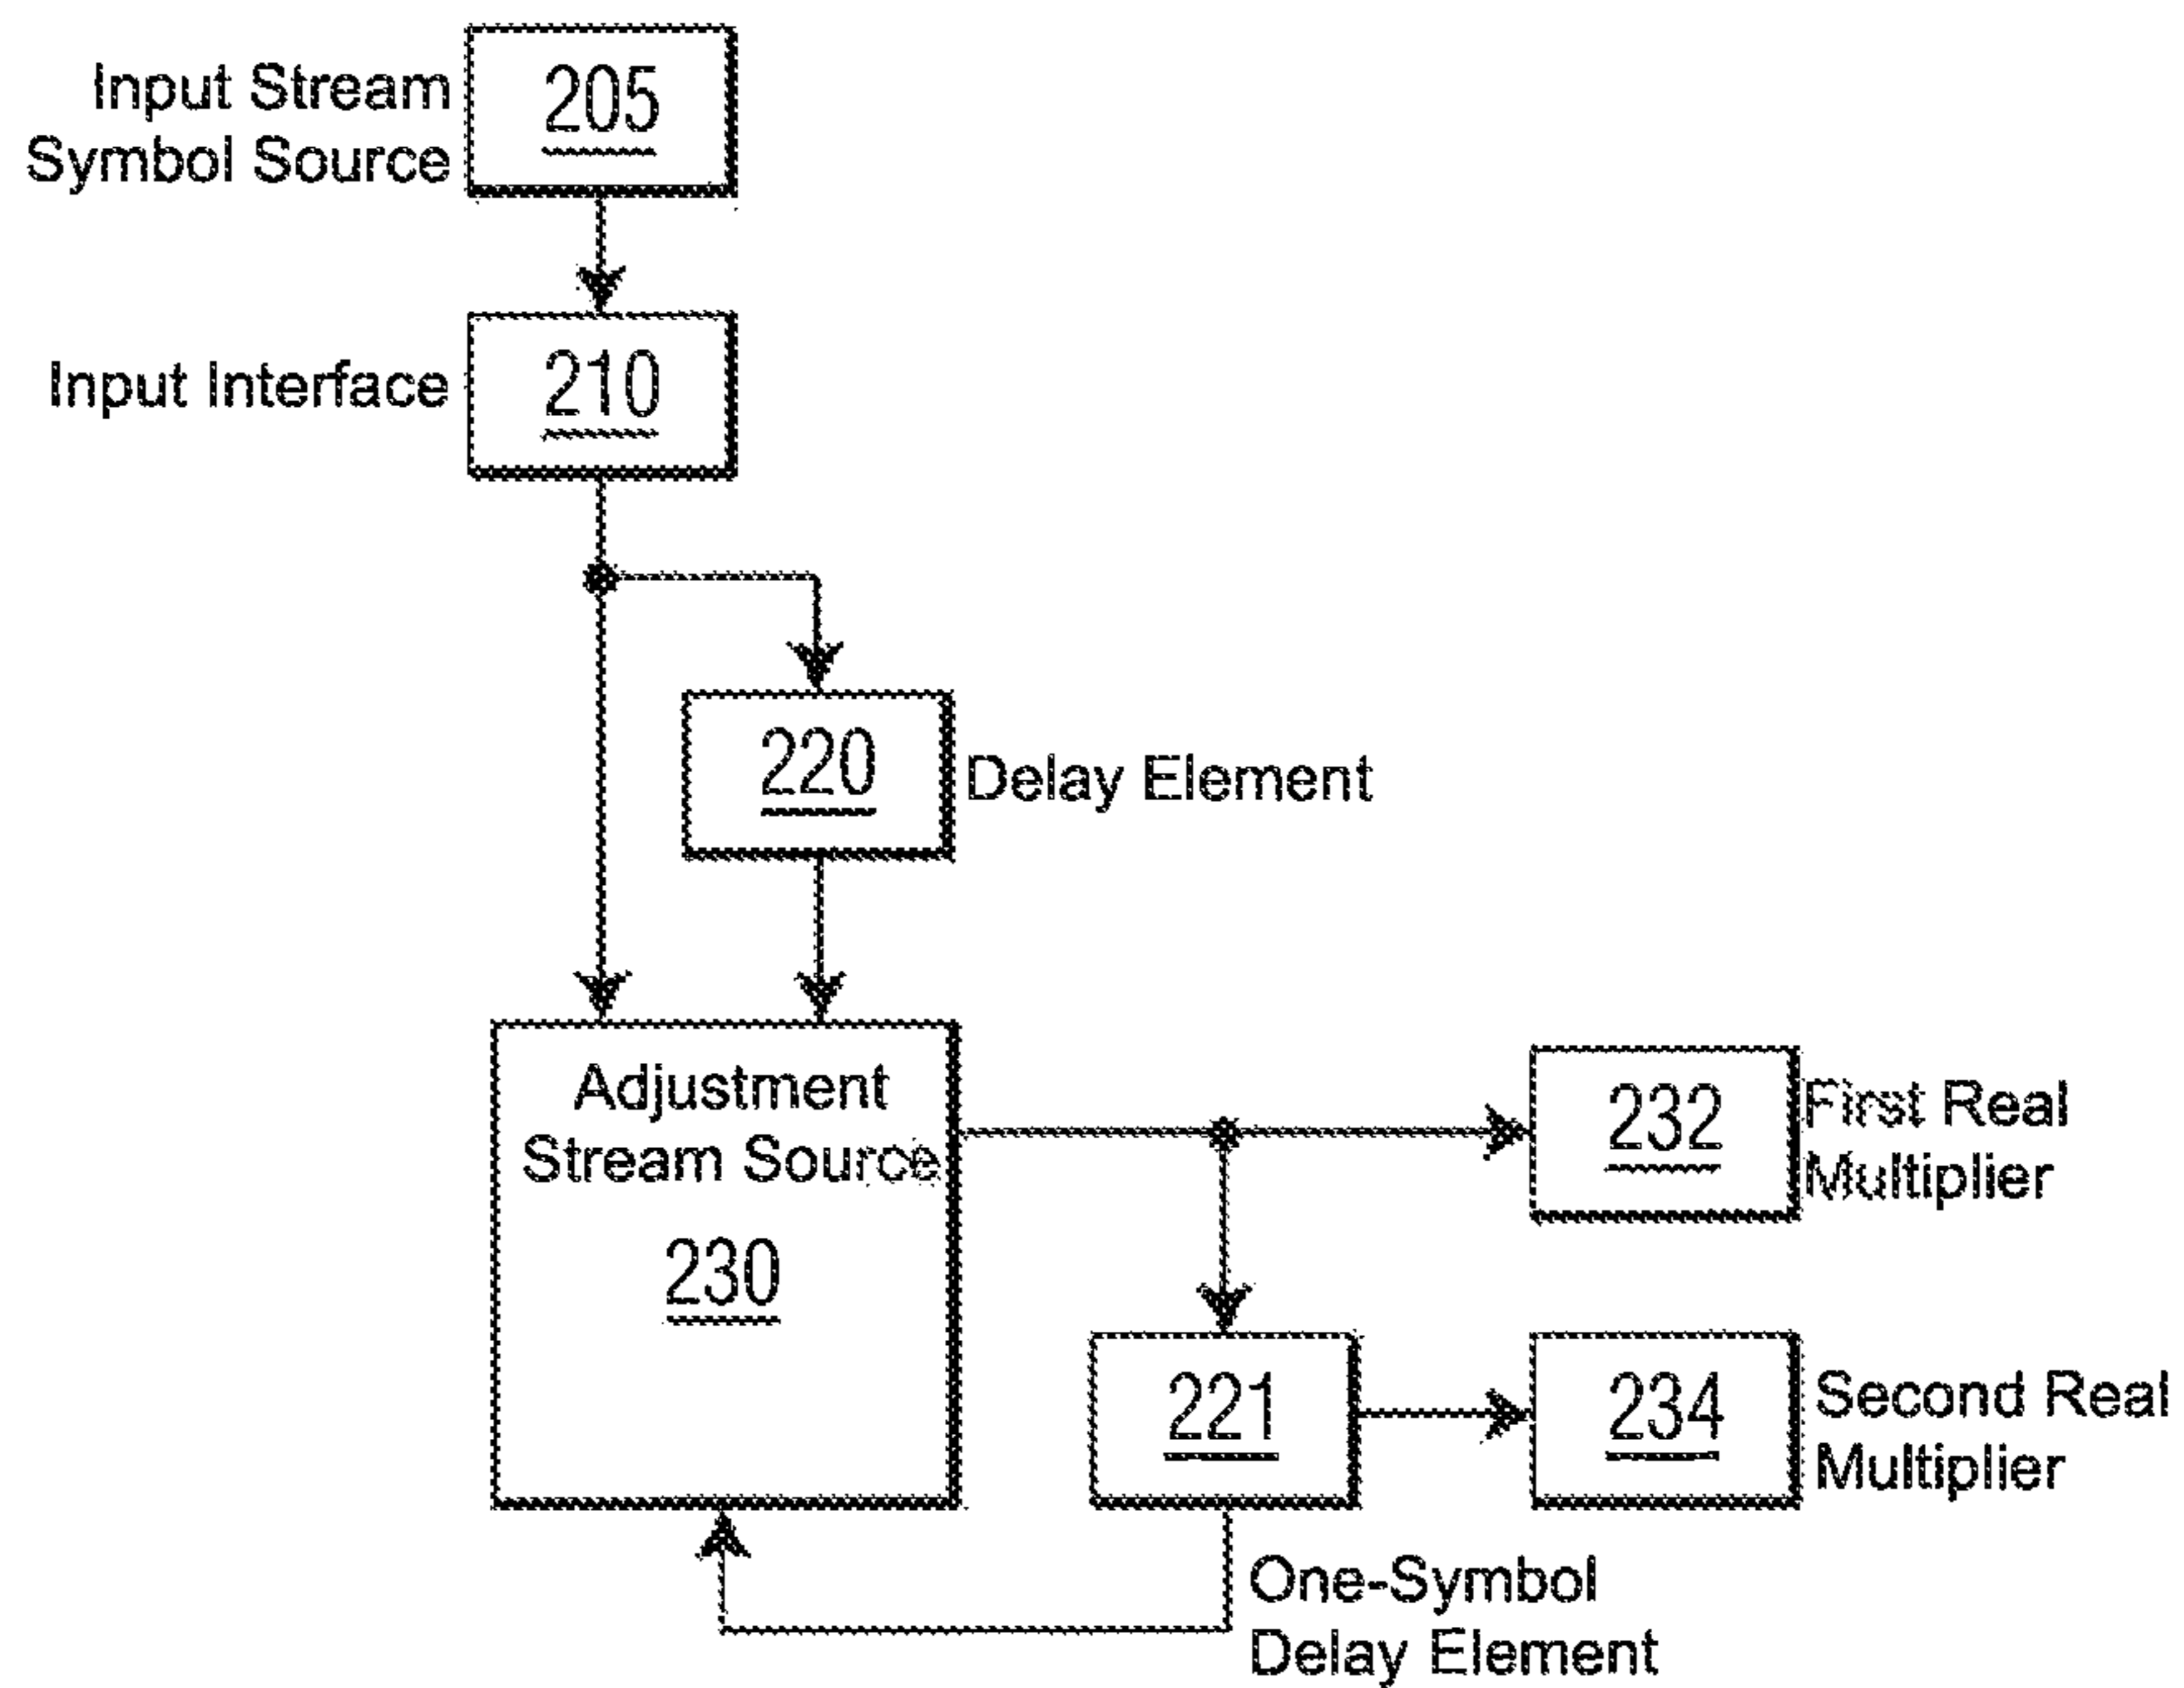 Input Stream
Symbol Source
205
Input Interface
210
220
Delay Element
Adjustment
Stream Source
230
232
First Real
Multiplier
221
234
Second Real
Multiplier
One-Symbol
Delay Element